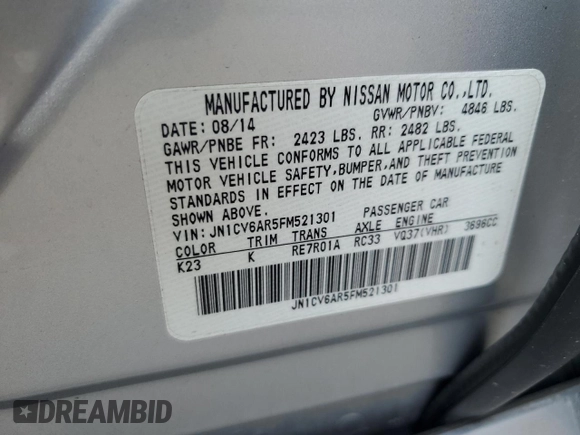 MANUFACTURED BY NISSAN MOTOR CO.,LTD.
DATE: 08/14 GVWR/PNBV: 4846 LBS.
GAWR/PNBE FR: 2423 LBS. RR: 2482 LBS.
THIS VEHICLE CONFORMS TO ALL APPLICABLE FEDERAL
MOTOR VEHICLE SAFETY,BUMPER,AND THEFT PREVENTION
STANDARDS IN EFFECT ON THE DATE OF MANUFACTURE
SHOWN ABOVE.
VIN: JN1CV6AR5FM521301 PASSENGER CAR
COLOR TRIM TRANS AXLE ENGINE
K23 K RE7R01A RC33 VQ37(VHR) 3696CC
JN1CV6AR5FM521301
DREAMBID